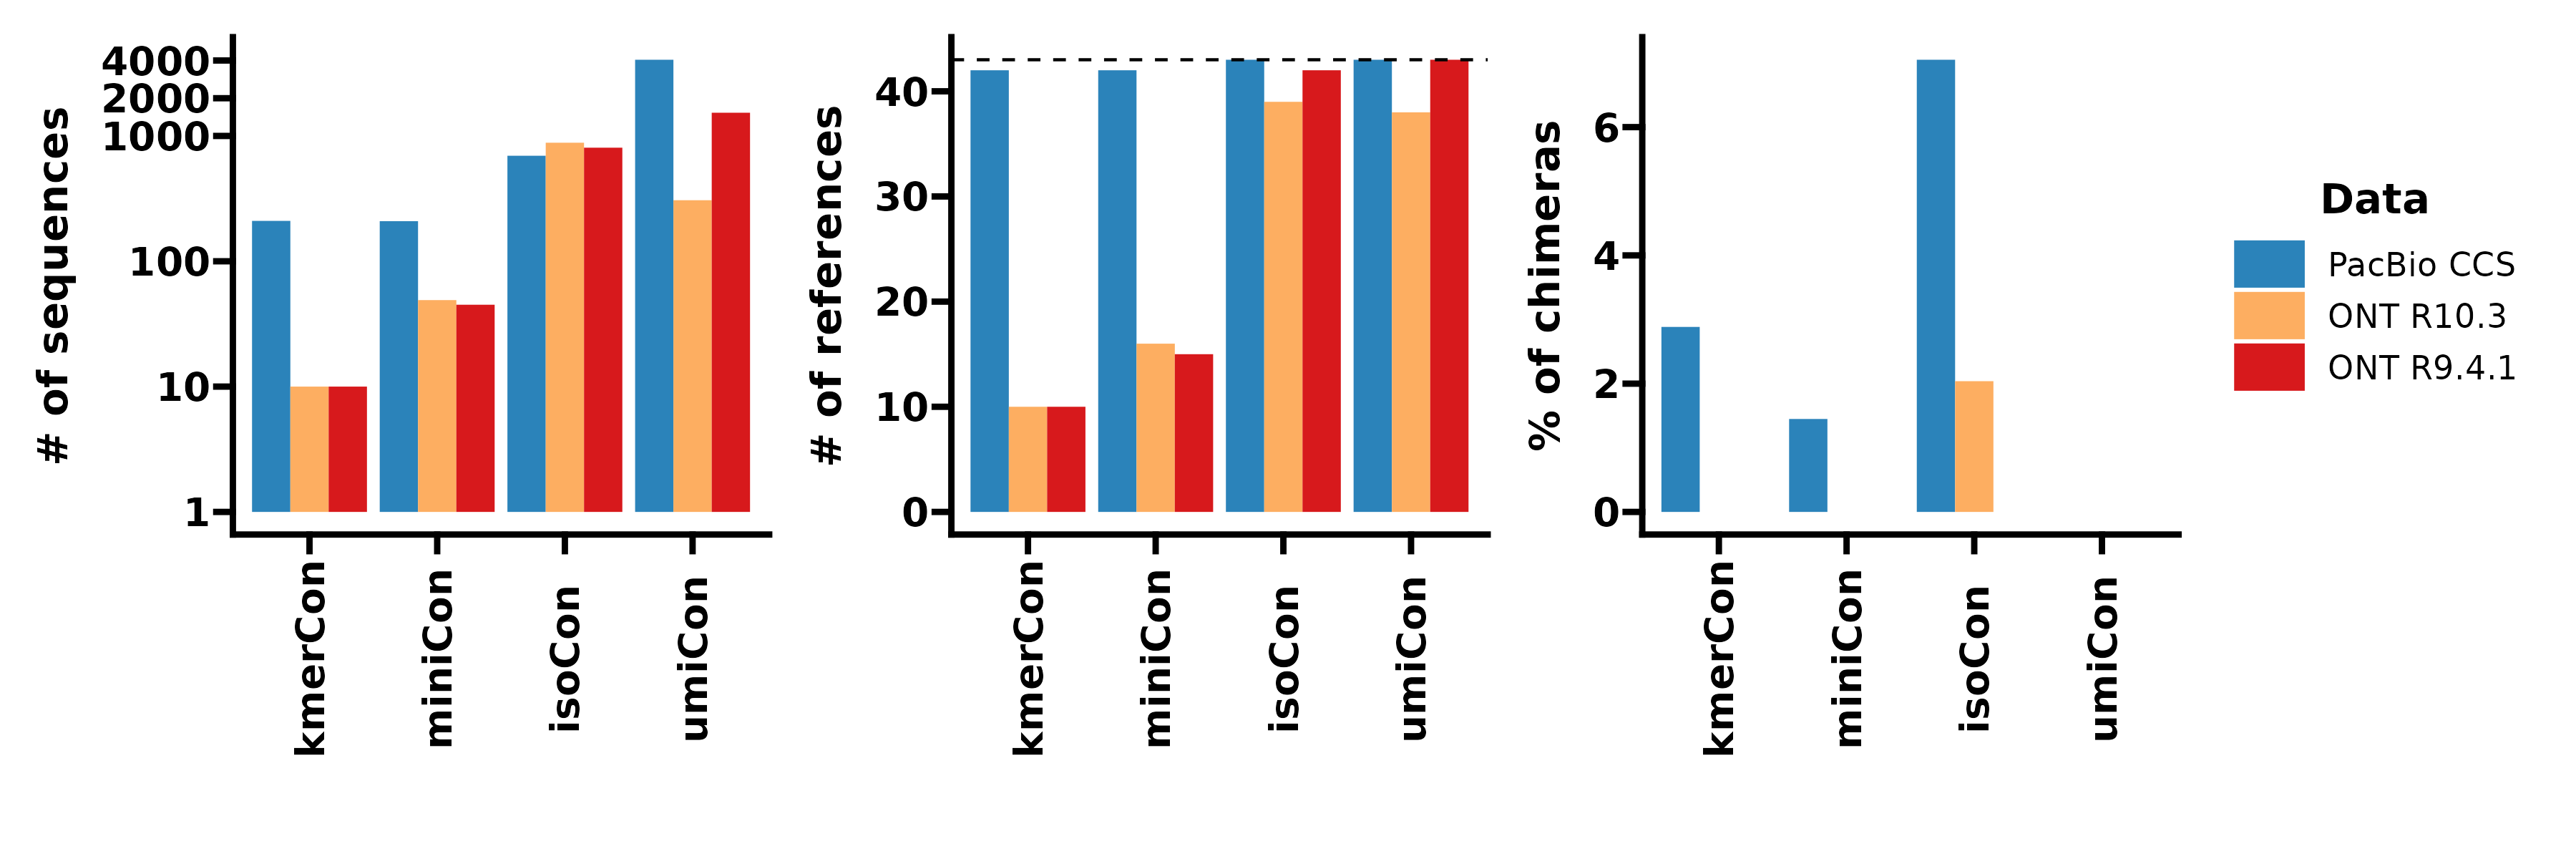 # of sequences
4000
2000
1000
100
10
1
kmerCon
miniCon
isoCon
umiCon
# of references
40
30
20
10
0
kmerCon
miniCon
isoCon
umiCon
% of chimeras
6
4
2
0
kmerCon
miniCon
isoCon
umiCon
Data
PacBio CCS
ONT R10.3
ONT R9.4.1